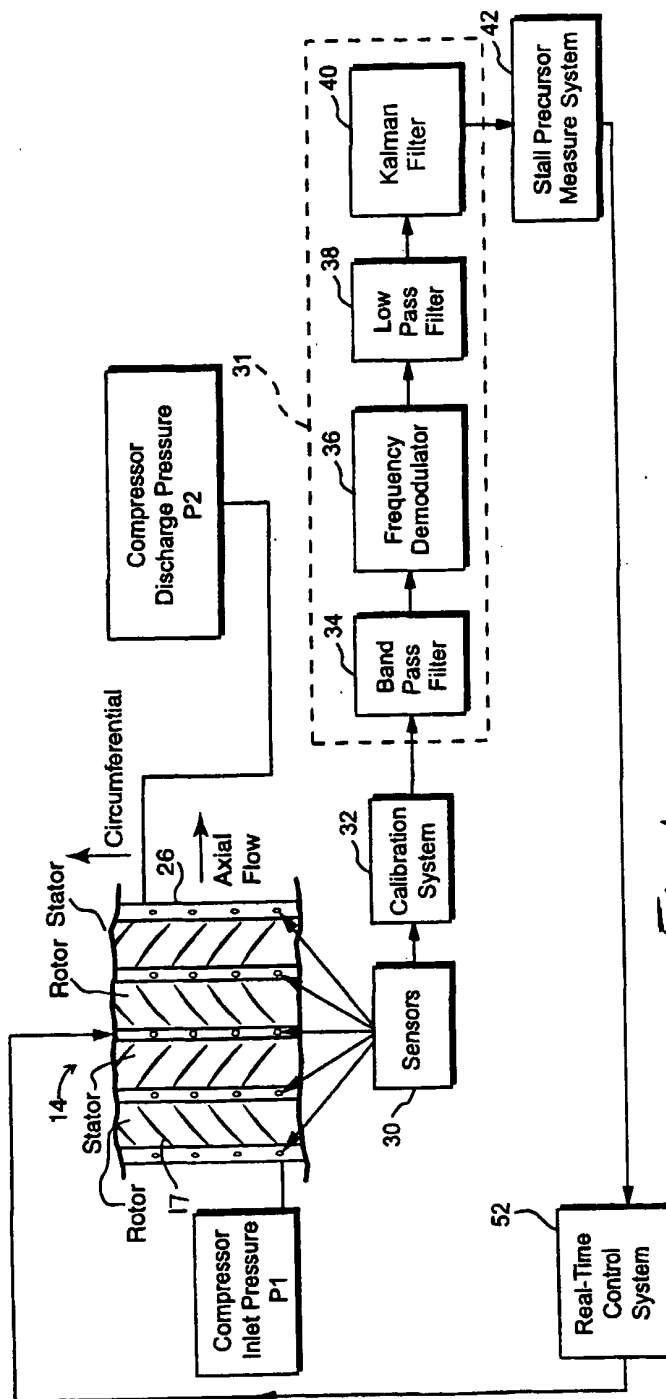 Circumferential
Compressor
Discharge Pressure
P2
Stator
Rotor
14
Stator
Rotor
17
26
Axial
Flow
Compressor
Inlet Pressure
P1
31
Sensors
30
32
Calibration
System
34
Band
Pass
Filter
36
Frequency
Demodulator
38
Low
Pass
Filter
40
Kalman
Filter
42
Stall Precursor
Measure System
52
Real-Time
Control
System